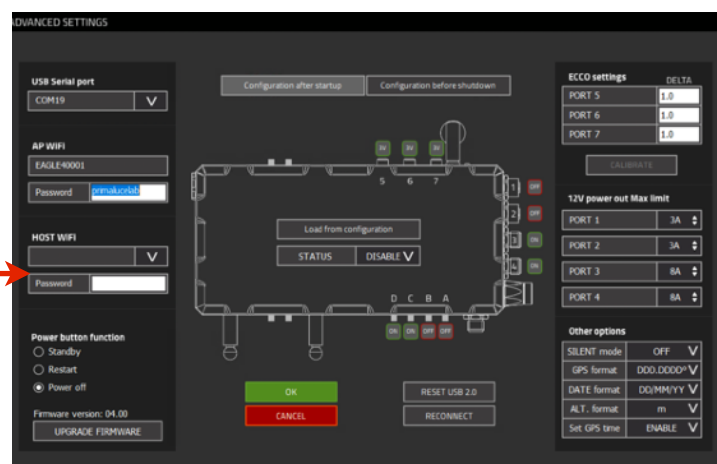 ADVANCED SETTINGS
USB Serial port
COM19
AP WIFI
EAGLE40001
Password primalucelab
HOST WIFI
Password
Power button function
Standby
Restart
Power off
Firmware version: 04.00
UPGRADE FIRMWARE
Configuration after startup Configuration before shutdown
5V 5V 5V
5 6 7
1 OFF
2 OFF
3 ON
4 ON
Load from configuration
STATUS DISABLE
D C B A
ON ON OFF OFF
OK RESET USB 2.0
CANCEL RECONNECT
ECCO settings DELTA
PORT 5 1.0
PORT 6 1.0
PORT 7 1.0
CALIBRATE
12V power out Max limit
PORT 1 3A
PORT 2 3A
PORT 3 8A
PORT 4 8A
Other options
SILENT mode OFF
GPS format DDD.DDDD°
DATE format DD/MM/YY
ALT. format m
Set GPS time ENABLE